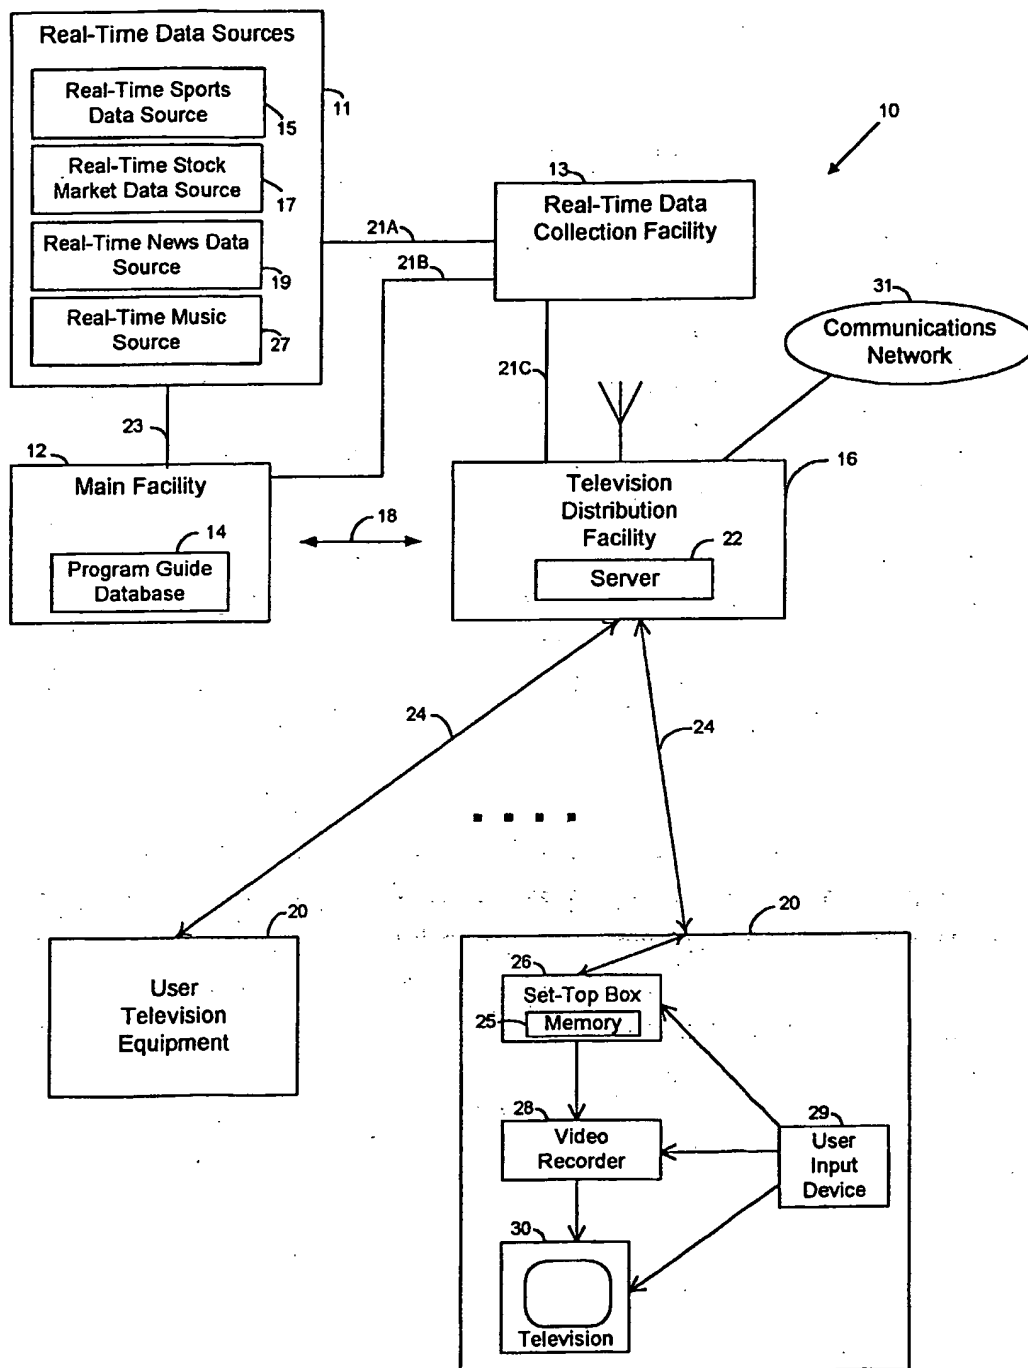 Real-Time Data Sources
Real-Time Sports
Data Source
15
Real-Time Stock
Market Data Source
17
Real-Time News Data
Source
19
Real-Time Music
Source
27
11
10
13
Real-Time Data
Collection Facility
21A
21B
21C
31
Communications
Network
23
12
Main Facility
14
Program Guide
Database
18
16
Television
Distribution
Facility
22
Server
24
24
20
User
Television
Equipment
20
26
Set-Top Box
25
Memory
28
Video
Recorder
29
User
Input
Device
30
Television